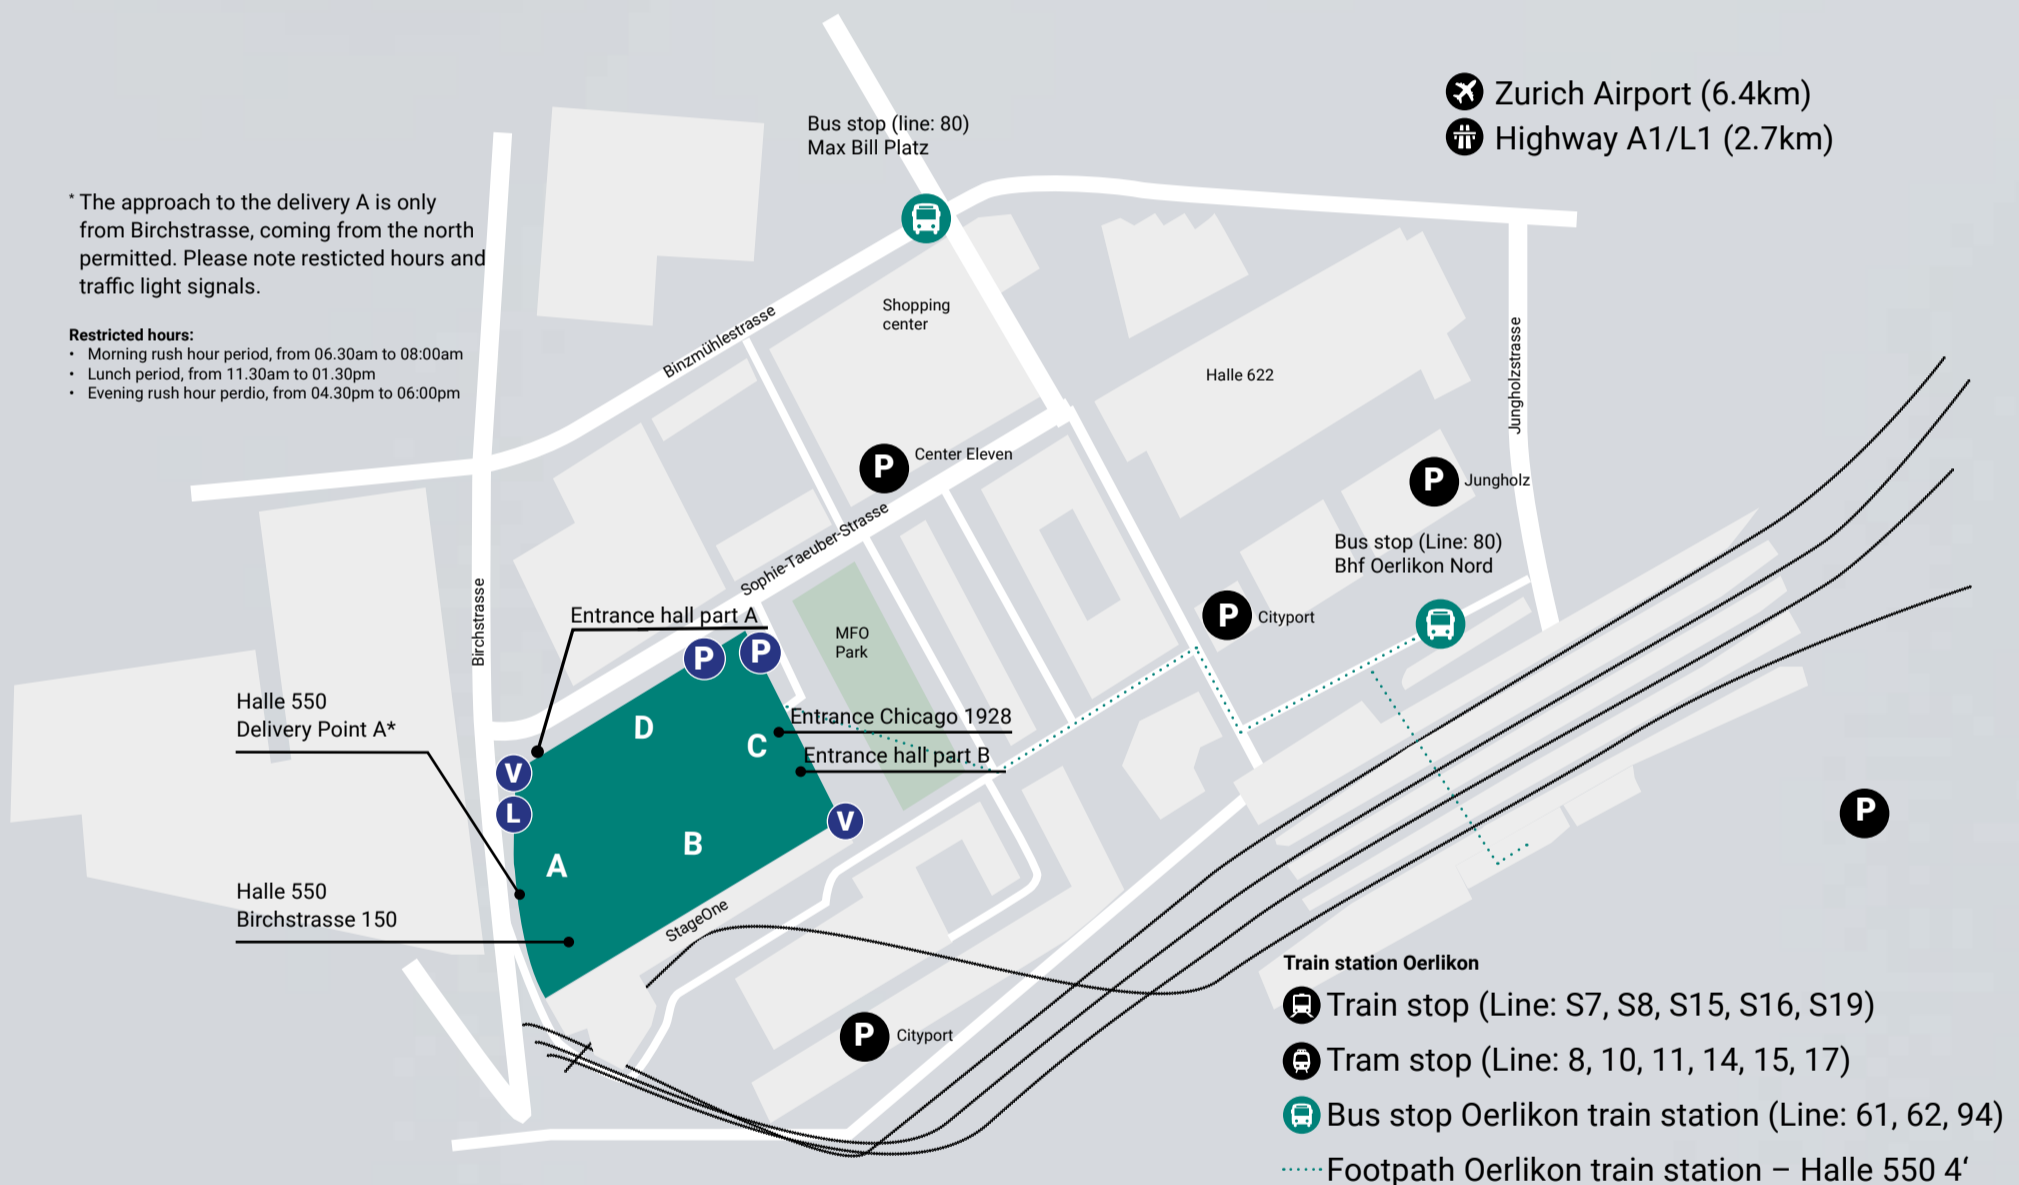 Zurich Airport (6.4km)
Highway A1/L1 (2.7km)
Bus stop (line: 80)
Max Bill Platz
* The approach to the delivery A is only
from Birchstrasse, coming from the north
permitted. Please note resticted hours and
traffic light signals.
Restricted hours:
• Morning rush hour period, from 06.30am to 08:00am
• Lunch period, from 11.30am to 01.30pm
• Evening rush hour perdio, from 04.30pm to 06:00pm
Binzmühlestrasse
Shopping
center
Halle 622
Jungholzstrasse
P Center Eleven
P Jungholz
Sophie-Taeuber-Strasse
Bus stop (Line: 80)
Bhf Oerlikon Nord
Birchstrasse
Entrance hall part A
P Cityport
MFO
Park
P
P
Halle 550
Delivery Point A*
D
C
Entrance Chicago 1928
Entrance hall part B
V
L
V
P
A
B
Halle 550
Birchstrasse 150
StageOne
P Cityport
Train station Oerlikon
Train stop (Line: S7, S8, S15, S16, S19)
Tram stop (Line: 8, 10, 11, 14, 15, 17)
Bus stop Oerlikon train station (Line: 61, 62, 94)
Footpath Oerlikon train station – Halle 550 4‘